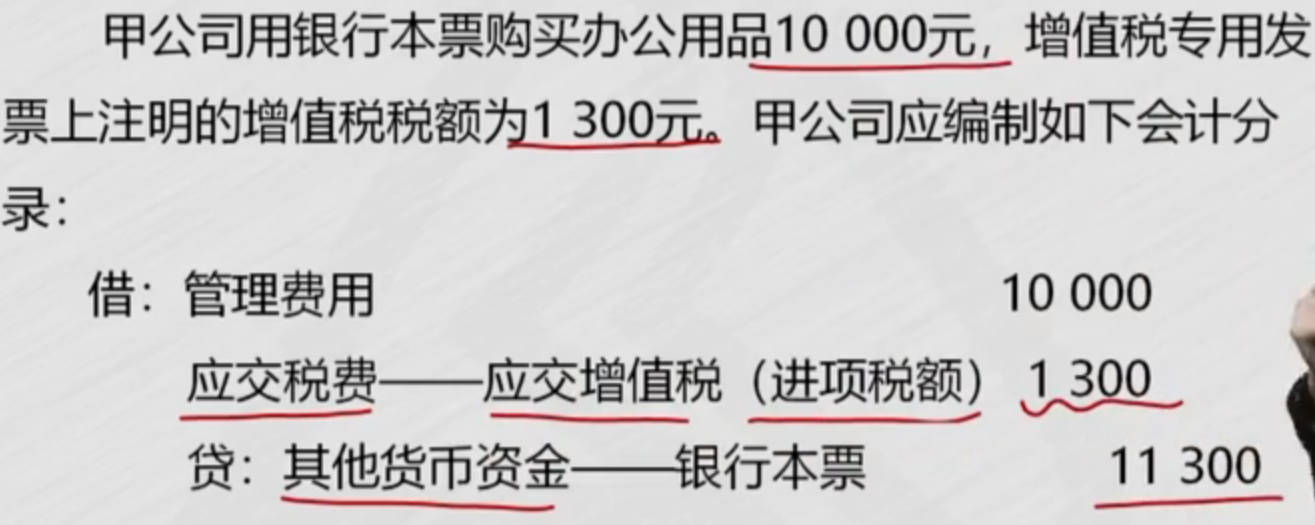 甲公司用银行本票购买办公用品10 000元，增值税专用发
票上注明的增值税税额为1 300元。甲公司应编制如下会计分
录：
借：管理费用 10 000
应交税费——应交增值税（进项税额） 1 300
贷：其他货币资金——银行本票 11 300